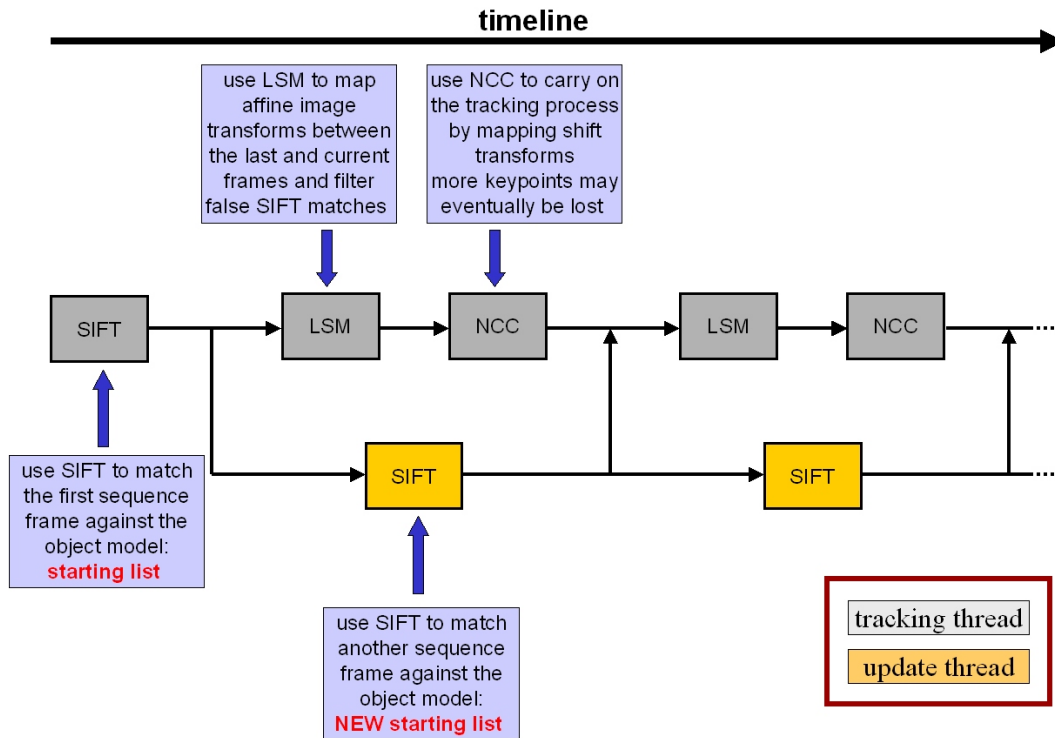 timeline
use LSM to map
affine image
transforms between
the last and current
frames and filter
false SIFT matches
use NCC to carry on
the tracking process
by mapping shift
transforms
more keypoints may
eventually be lost
SIFT
LSM
NCC
LSM
NCC
SIFT
SIFT
use SIFT to match
the first sequence
frame against the
object model:
starting list
use SIFT to match
another sequence
frame against the
object model:
NEW starting list
tracking thread
update thread